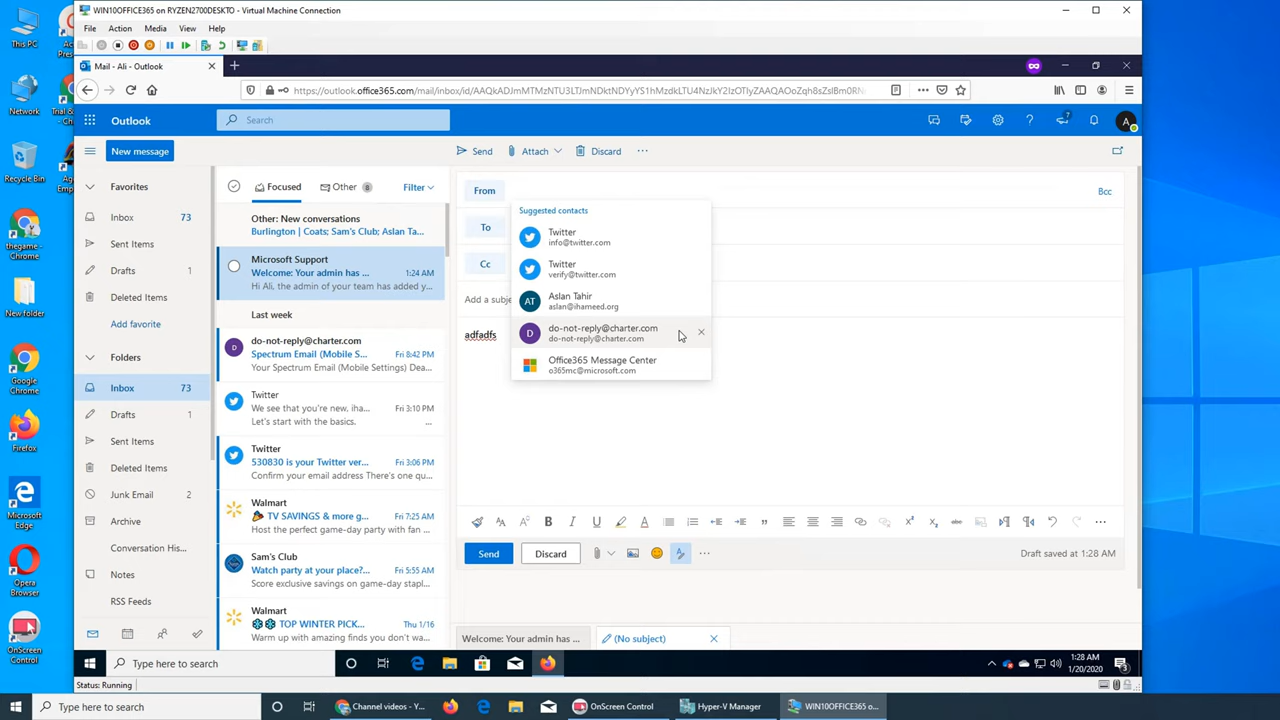 This PC
Network
Recycle Bin
thegame -
Chrome
New folder
Google
Chrome
Firefox
Microsoft
Edge
Opera
Browser
OnScreen
Control
WIN10OFFICE365 on RYZEN2700DESKTO - Virtual Machine Connection
File Action Media View Help
Mail - Ali - Outlook
Outlook
Search
7
A
New message
Send
Attach
Discard
Favorites
Inbox 73
Sent Items
Drafts 1
Deleted Items
Add favorite
Folders
Inbox 73
Drafts 1
Sent Items
Deleted Items
Junk Email 2
Archive
Conversation His...
Notes
RSS Feeds
Focused
Other 8
Filter
Other: New conversations
Burlington | Coats; Sam's Club; Aslan Ta...
Microsoft Support
Welcome: Your admin has ... 1:24 AM
Hi Ali, the admin of your team has added y...
Last week
D
do-not-reply@charter.com
Spectrum Email (Mobile S... Fri 8:42 PM
Your Spectrum Email (Mobile Settings) Dea...
Twitter
We see that you're new, iha... Fri 3:10 PM
Let's start with the basics. ...
Twitter
530830 is your Twitter ver... Fri 3:06 PM
Confirm your email address There's one qu...
Walmart
TV SAVINGS & more g... Fri 7:25 AM
Host the perfect game-day party with fan ...
Sam's Club
Watch party at your place?... Fri 5:55 AM
Score exclusive savings on game-day stapl...
Walmart
TOP WINTER PICK... Thu 1/16
Warm up with amazing finds you don't wa...
From
Bcc
To
Cc
Add a subje
adfadfs
Suggested contacts
Twitter
info@twitter.com
Twitter
verify@twitter.com
AT
Aslan Tahir
aslan@ihameed.org
D
do-not-reply@charter.com
do-not-reply@charter.com
Office365 Message Center
o365mc@microsoft.com
Send
Discard
Draft saved at 1:28 AM
Welcome: Your admin has ...
(No subject)
Type here to search
1:28 AM
1/20/2020
3
Status: Running
Type here to search
Channel videos - Y...
OnScreen Control
Hyper-V Manager
WIN10OFFICE365 o...